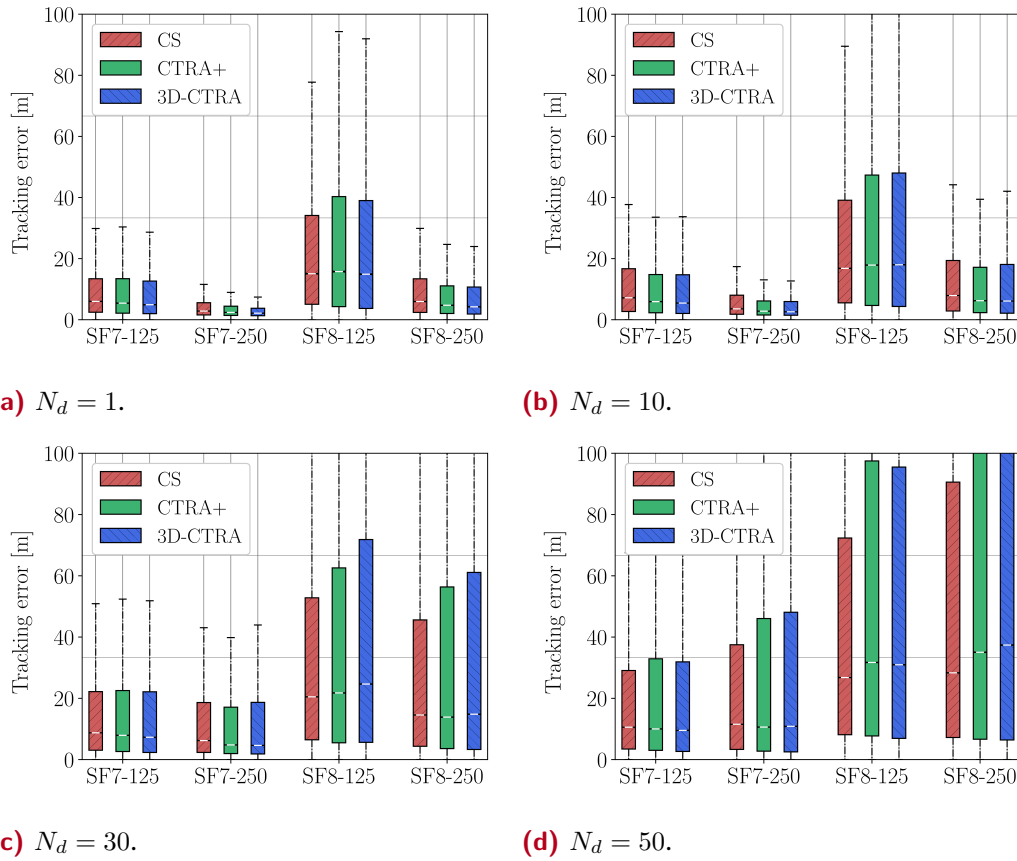 100
80
60
40
20
0
Tracking error [m]
CS
CTRA+
3D-CTRA
SF7-125 SF7-250 SF8-125 SF8-250
a) N_d = 1.
100
80
60
40
20
0
Tracking error [m]
CS
CTRA+
3D-CTRA
SF7-125 SF7-250 SF8-125 SF8-250
(b) N_d = 10.
100
80
60
40
20
0
Tracking error [m]
CS
CTRA+
3D-CTRA
SF7-125 SF7-250 SF8-125 SF8-250
c) N_d = 30.
100
80
60
40
20
0
Tracking error [m]
CS
CTRA+
3D-CTRA
SF7-125 SF7-250 SF8-125 SF8-250
(d) N_d = 50.